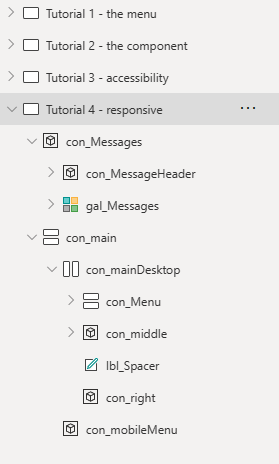 Tutorial 1 - the menu
Tutorial 2 - the component
Tutorial 3 - accessibility
Tutorial 4 - responsive ...
con_Messages
con_MessageHeader
gal_Messages
con_main
con_mainDesktop
con_Menu
con_middle
lbl_Spacer
con_right
con_mobileMenu